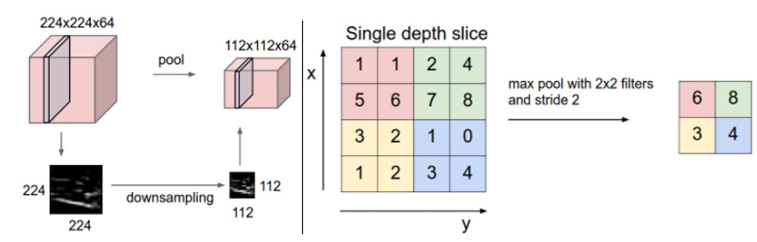 224x224x64
pool
112x112x64
224
downsampling
112
224
112
Single depth slice
x
1 1 2 4
5 6 7 8
3 2 1 0
1 2 3 4
y
max pool with 2x2 filters
and stride 2
6 8
3 4